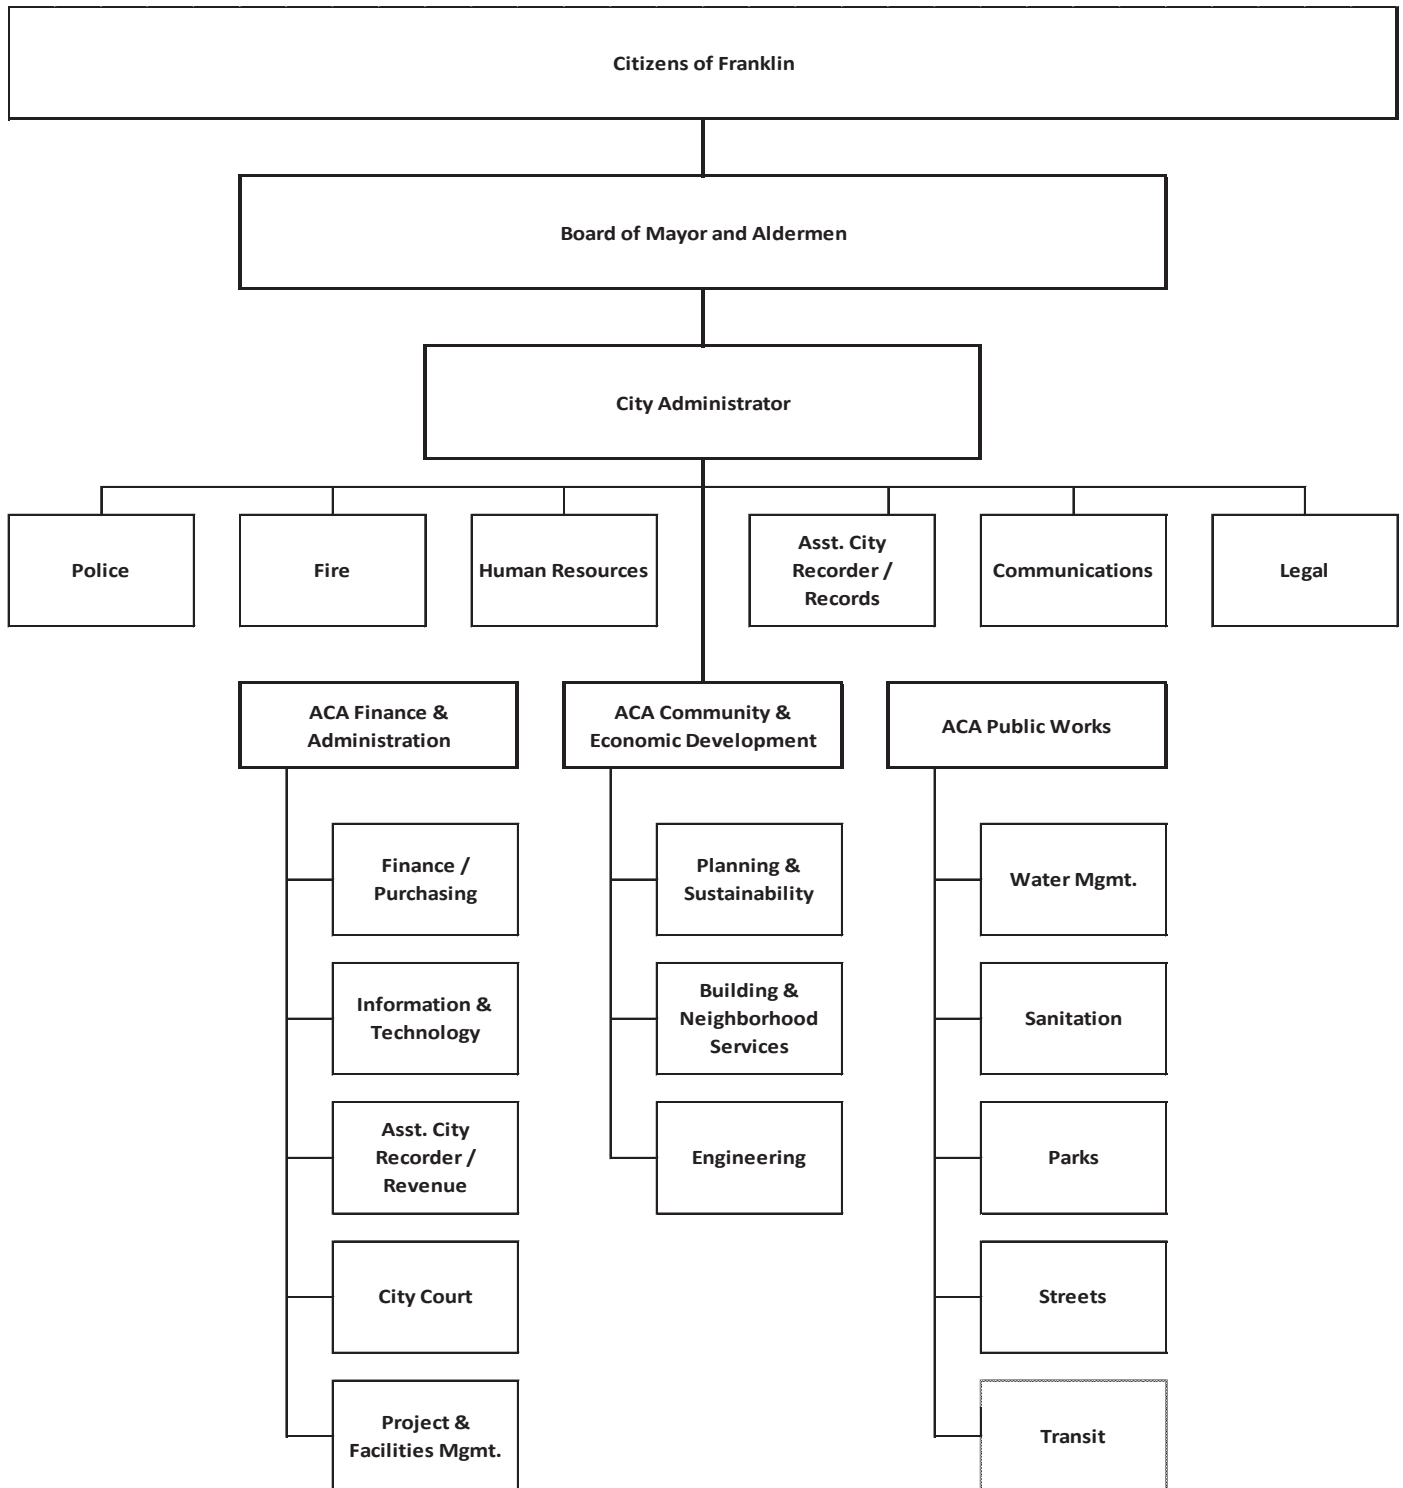 Citizens of Franklin
Board of Mayor and Aldermen
City Administrator
Police
Fire
Human Resources
Asst. City
Recorder /
Records
Communications
Legal
ACA Finance &
Administration
ACA Community &
Economic Development
ACA Public Works
Finance /
Purchasing
Planning &
Sustainability
Water Mgmt.
Information &
Technology
Building &
Neighborhood
Services
Sanitation
Asst. City
Recorder /
Revenue
Engineering
Parks
City Court
Streets
Project &
Facilities Mgmt.
Transit